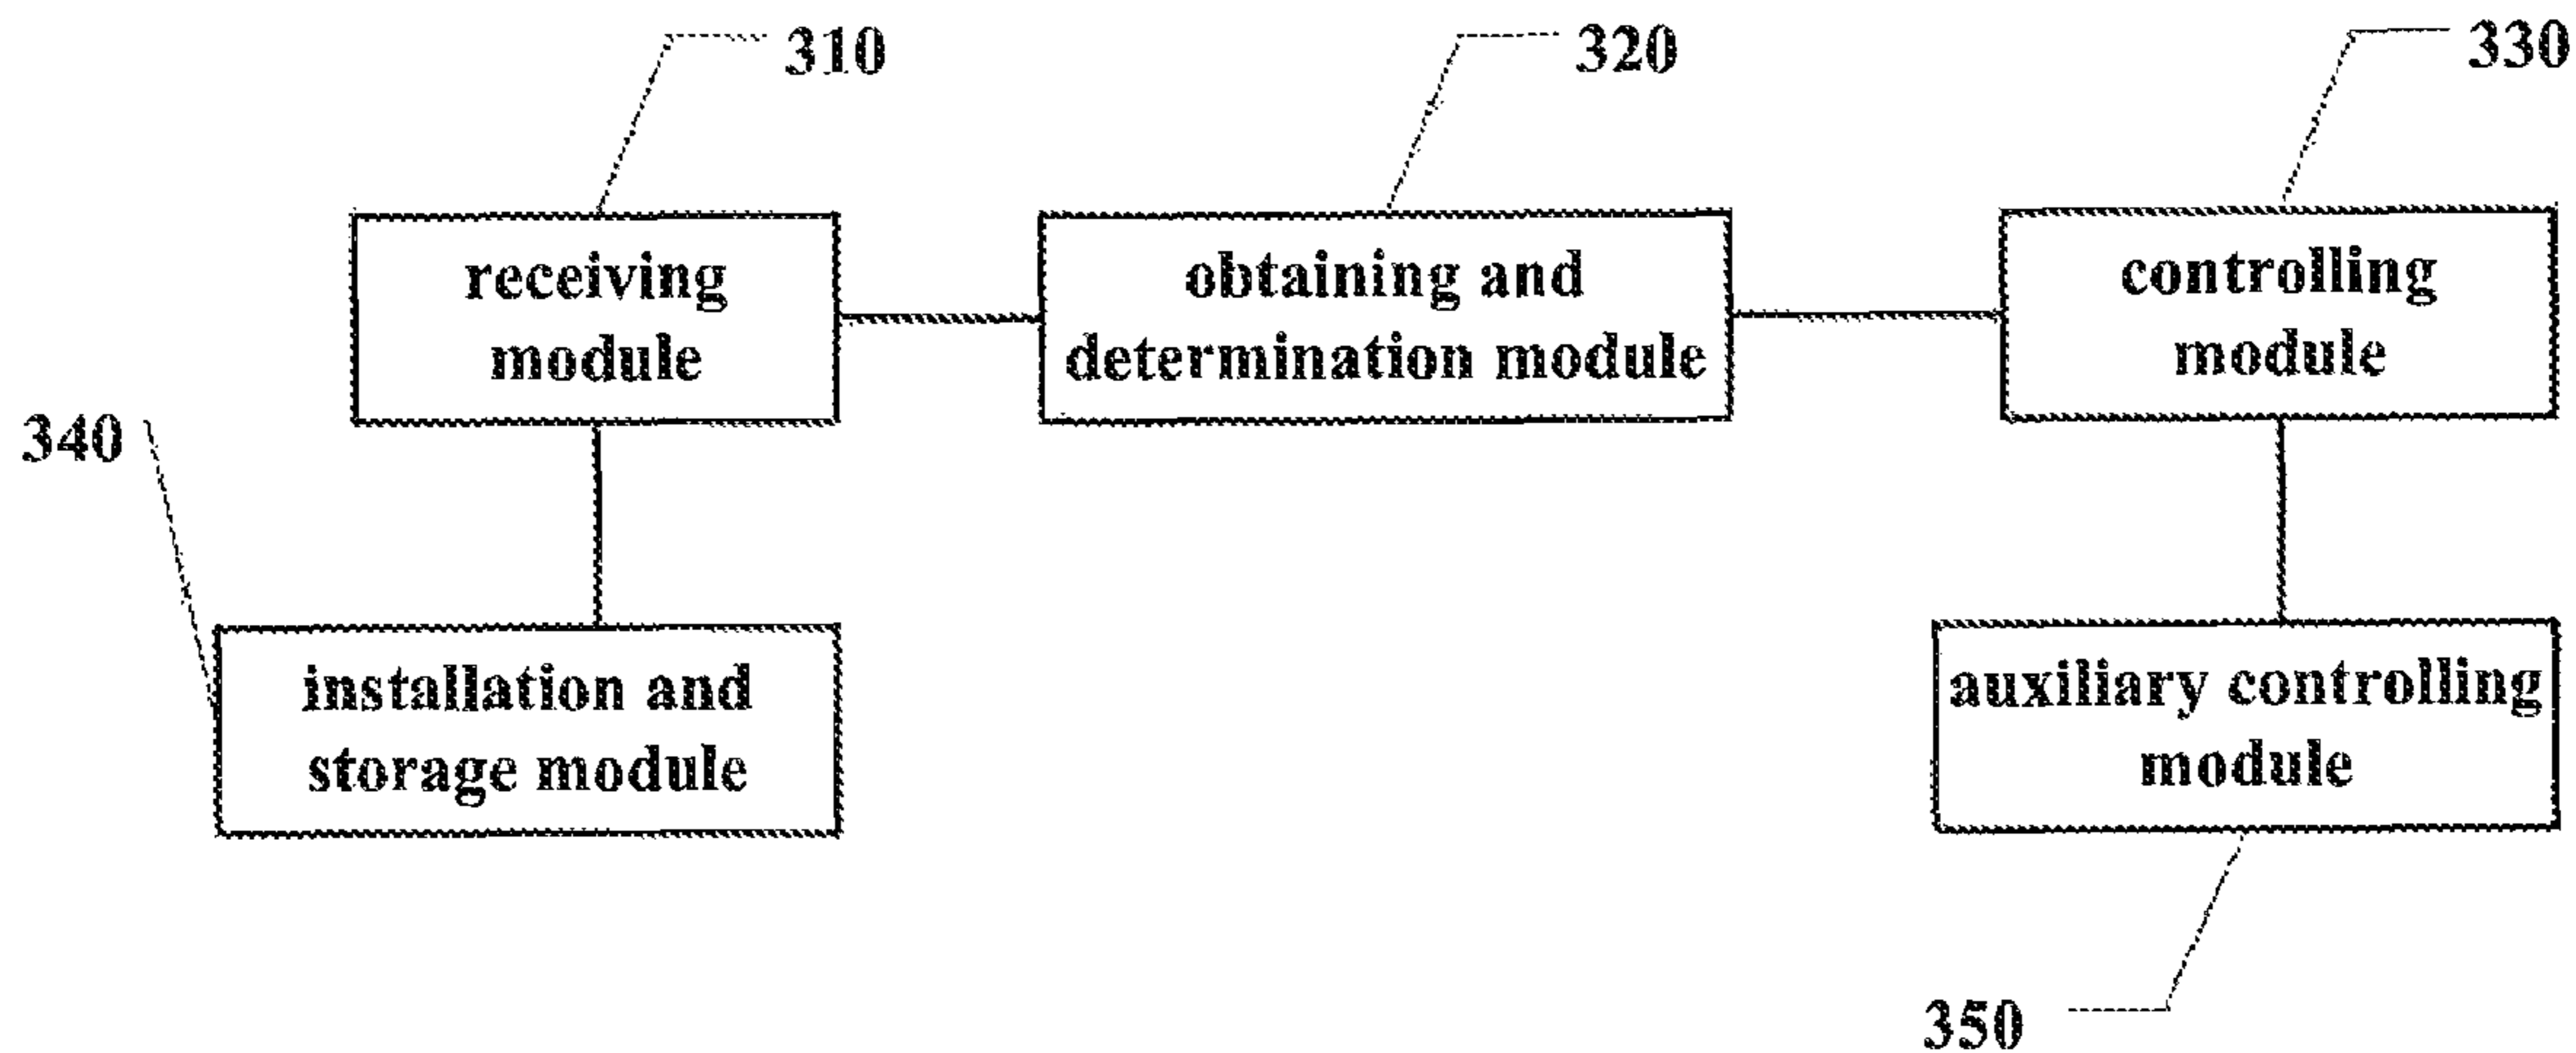 310
320
330
receiving
module
obtaining and
determination module
controlling
module
340
installation and
storage module
auxiliary controlling
module
350